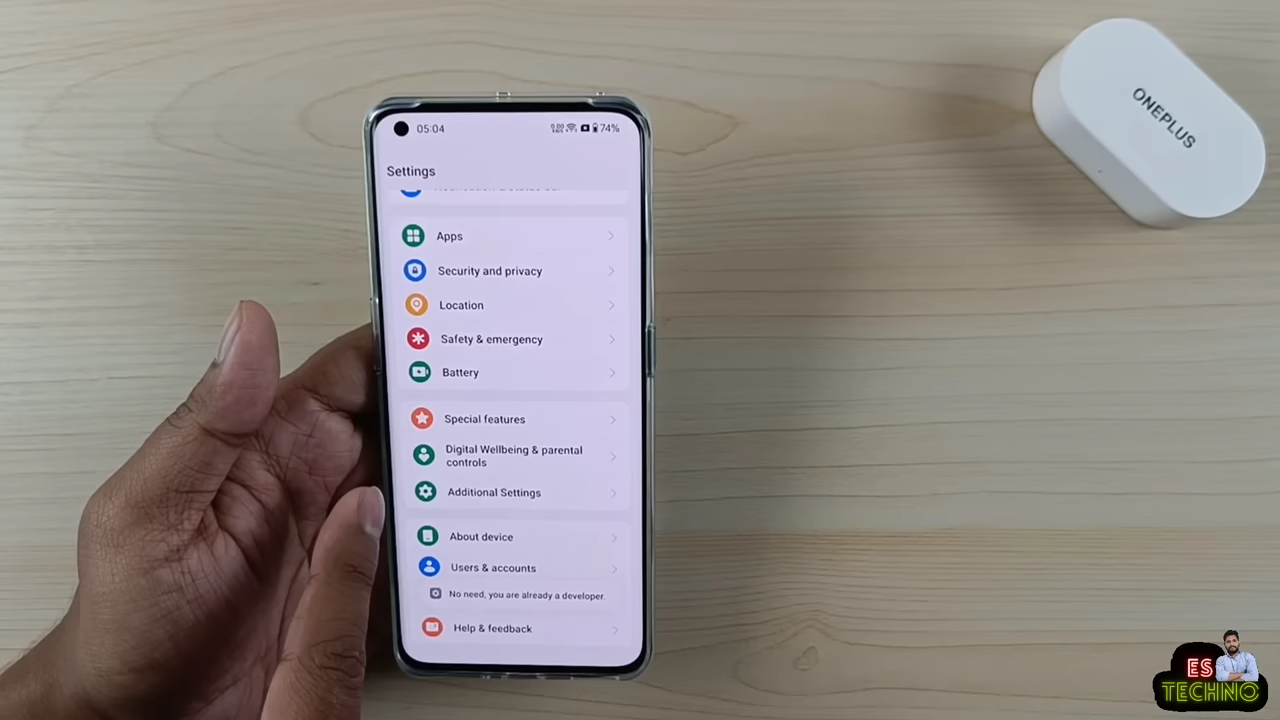 05:04
74%
Settings
Apps
Security and privacy
Location
Safety & emergency
Battery
Special features
Digital Wellbeing & parental
controls
Additional Settings
About device
Users & accounts
No need, you are already a developer.
Help & feedback
ONEPLUS
ES
TECHNO